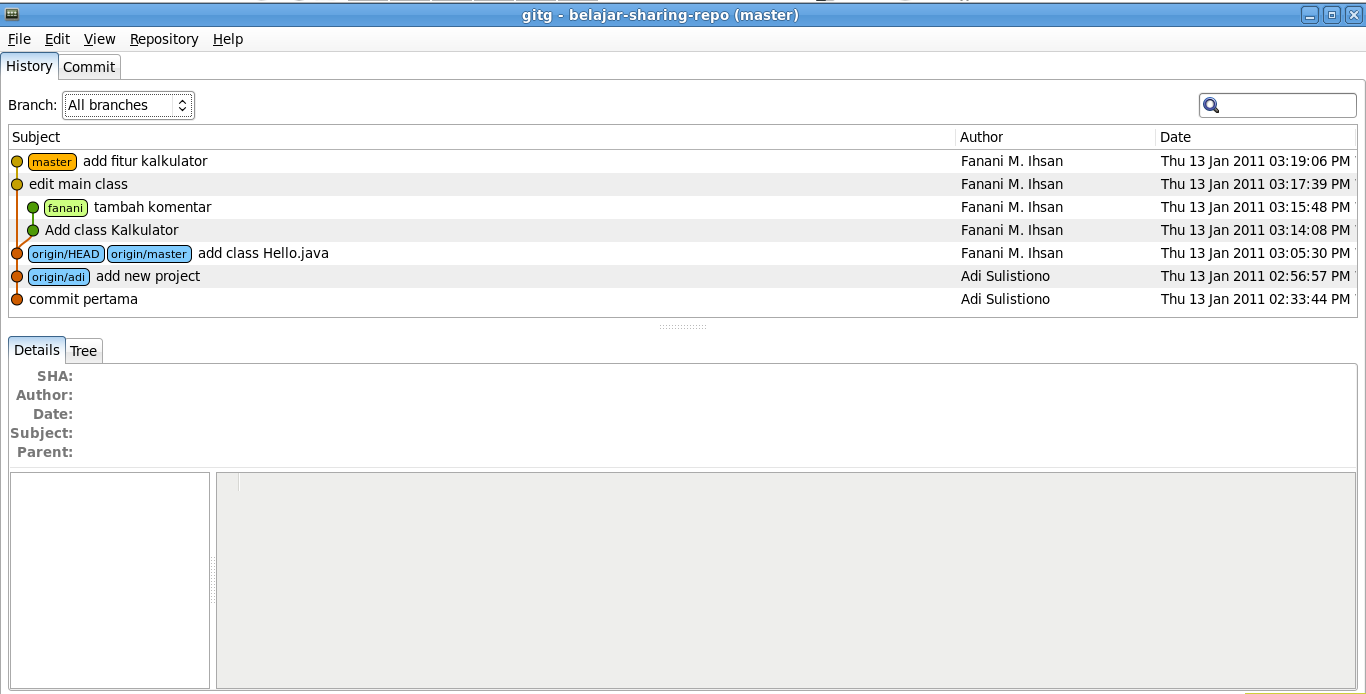 gitg - belajar-sharing-repo (master)
File Edit View Repository Help
History Commit
Branch: All branches
Subject Author Date
master add fitur kalkulator Fanani M. Ihsan Thu 13 Jan 2011 03:19:06 PM
edit main class Fanani M. Ihsan Thu 13 Jan 2011 03:17:39 PM
fanani tambah komentar Fanani M. Ihsan Thu 13 Jan 2011 03:15:48 PM
Add class Kalkulator Fanani M. Ihsan Thu 13 Jan 2011 03:14:08 PM
origin/HEAD origin/master add class Hello.java Fanani M. Ihsan Thu 13 Jan 2011 03:05:30 PM
origin/adi add new project Adi Sulistiono Thu 13 Jan 2011 02:56:57 PM
commit pertama Adi Sulistiono Thu 13 Jan 2011 02:33:44 PM
Details Tree
SHA:
Author:
Date:
Subject:
Parent: